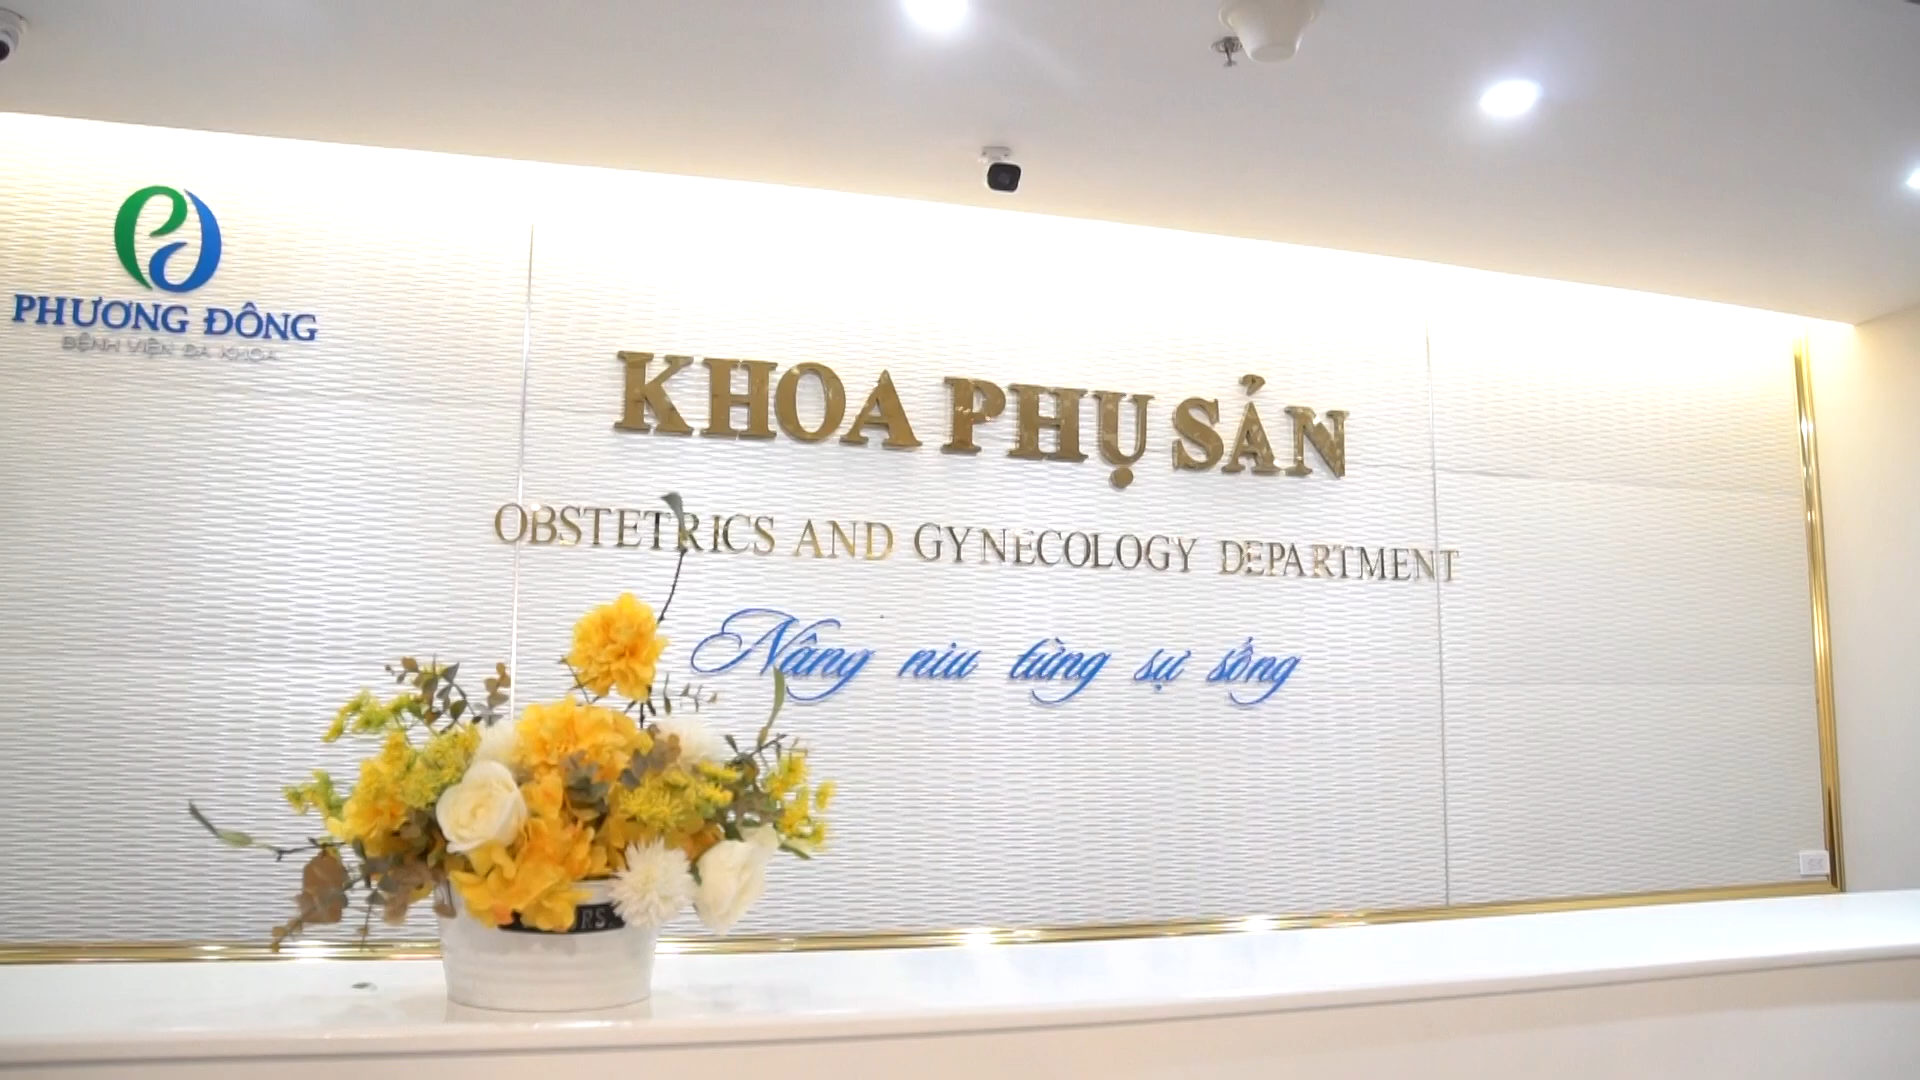 PHƯƠNG ĐÔNG
BỆNH VIỆN ĐA KHOA
KHOA PHỤ SẢN
OBSTETRICS AND GYNECOLOGY DEPARTMENT
Nâng niu từng sự sống